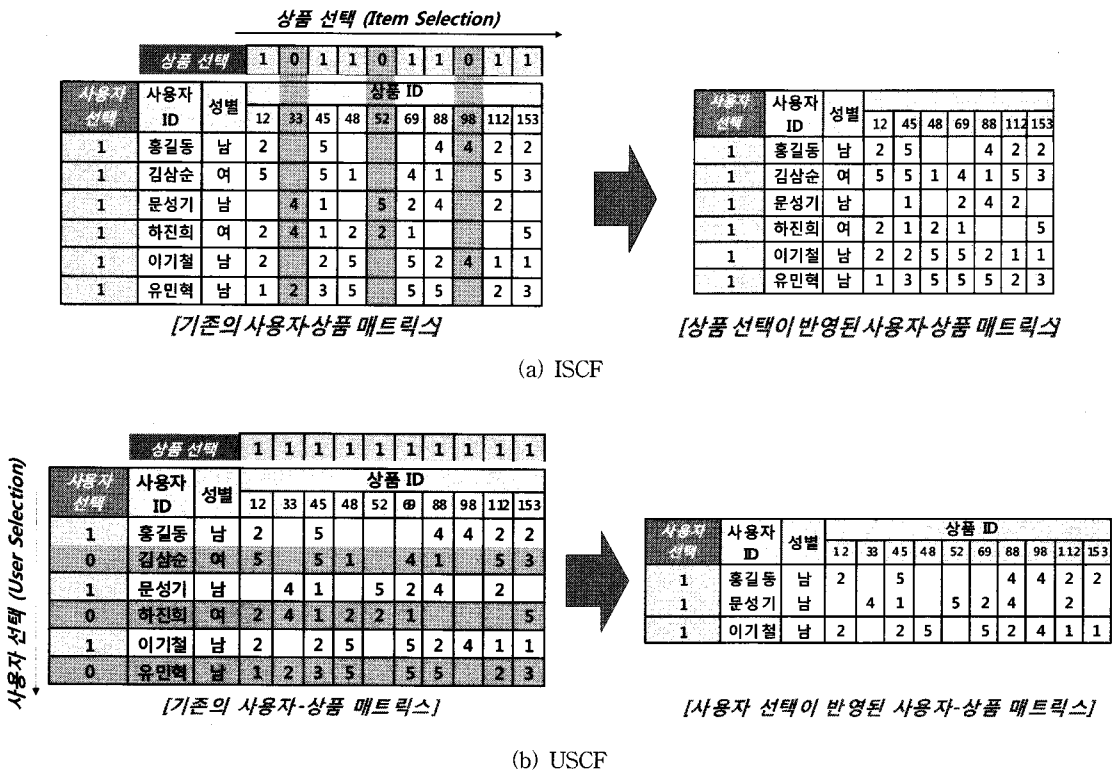 상품 선택 (Item Selection)
상품 선택 1 0 1 1 0 1 1 0 1 1
사용자 선택 사용자 ID 성별 상품 ID
12 33 45 48 52 69 88 98 112 153
1 홍길동 남 2 5 4 4 2 2
1 김삼순 여 5 5 1 4 1 5 3
1 문성기 남 4 1 5 2 4 2
1 하진희 여 2 4 1 2 2 1 5
1 이기철 남 2 2 5 5 2 4 1 1
1 유민혁 남 1 2 3 5 5 5 2 3
[기존의 사용자-상품 매트릭스]
사용자 선택 사용자 ID 성별
12 45 48 69 88 112 153
1 홍길동 남 2 5 4 2 2
1 김삼순 여 5 5 1 4 1 5 3
1 문성기 남 1 2 4 2
1 하진희 여 2 1 2 1 5
1 이기철 남 2 2 5 5 2 1 1
1 유민혁 남 1 3 5 5 5 2 3
[상품 선택이 반영된 사용자-상품 매트릭스]
(a) ISCF
사용자 선택 (User Selection)
상품 선택 1 1 1 1 1 1 1 1 1 1
사용자 선택 사용자 ID 성별 상품 ID
12 33 45 48 52 69 88 98 112 153
1 홍길동 남 2 5 4 4 2 2
0 김삼순 여 5 5 1 4 1 5 3
1 문성기 남 4 1 5 2 4 2
0 하진희 여 2 4 1 2 2 1 5
1 이기철 남 2 2 5 5 2 4 1 1
0 유민혁 남 1 2 3 5 5 5 2 3
[기존의 사용자-상품 매트릭스]
사용자 선택 사용자 ID 성별 상품 ID
12 33 45 48 52 69 88 98 112 153
1 홍길동 남 2 5 4 4 2 2
1 문성기 남 4 1 5 2 4 2
1 이기철 남 2 2 5 5 2 4 1 1
[사용자 선택이 반영된 사용자-상품 매트릭스]
(b) USCF